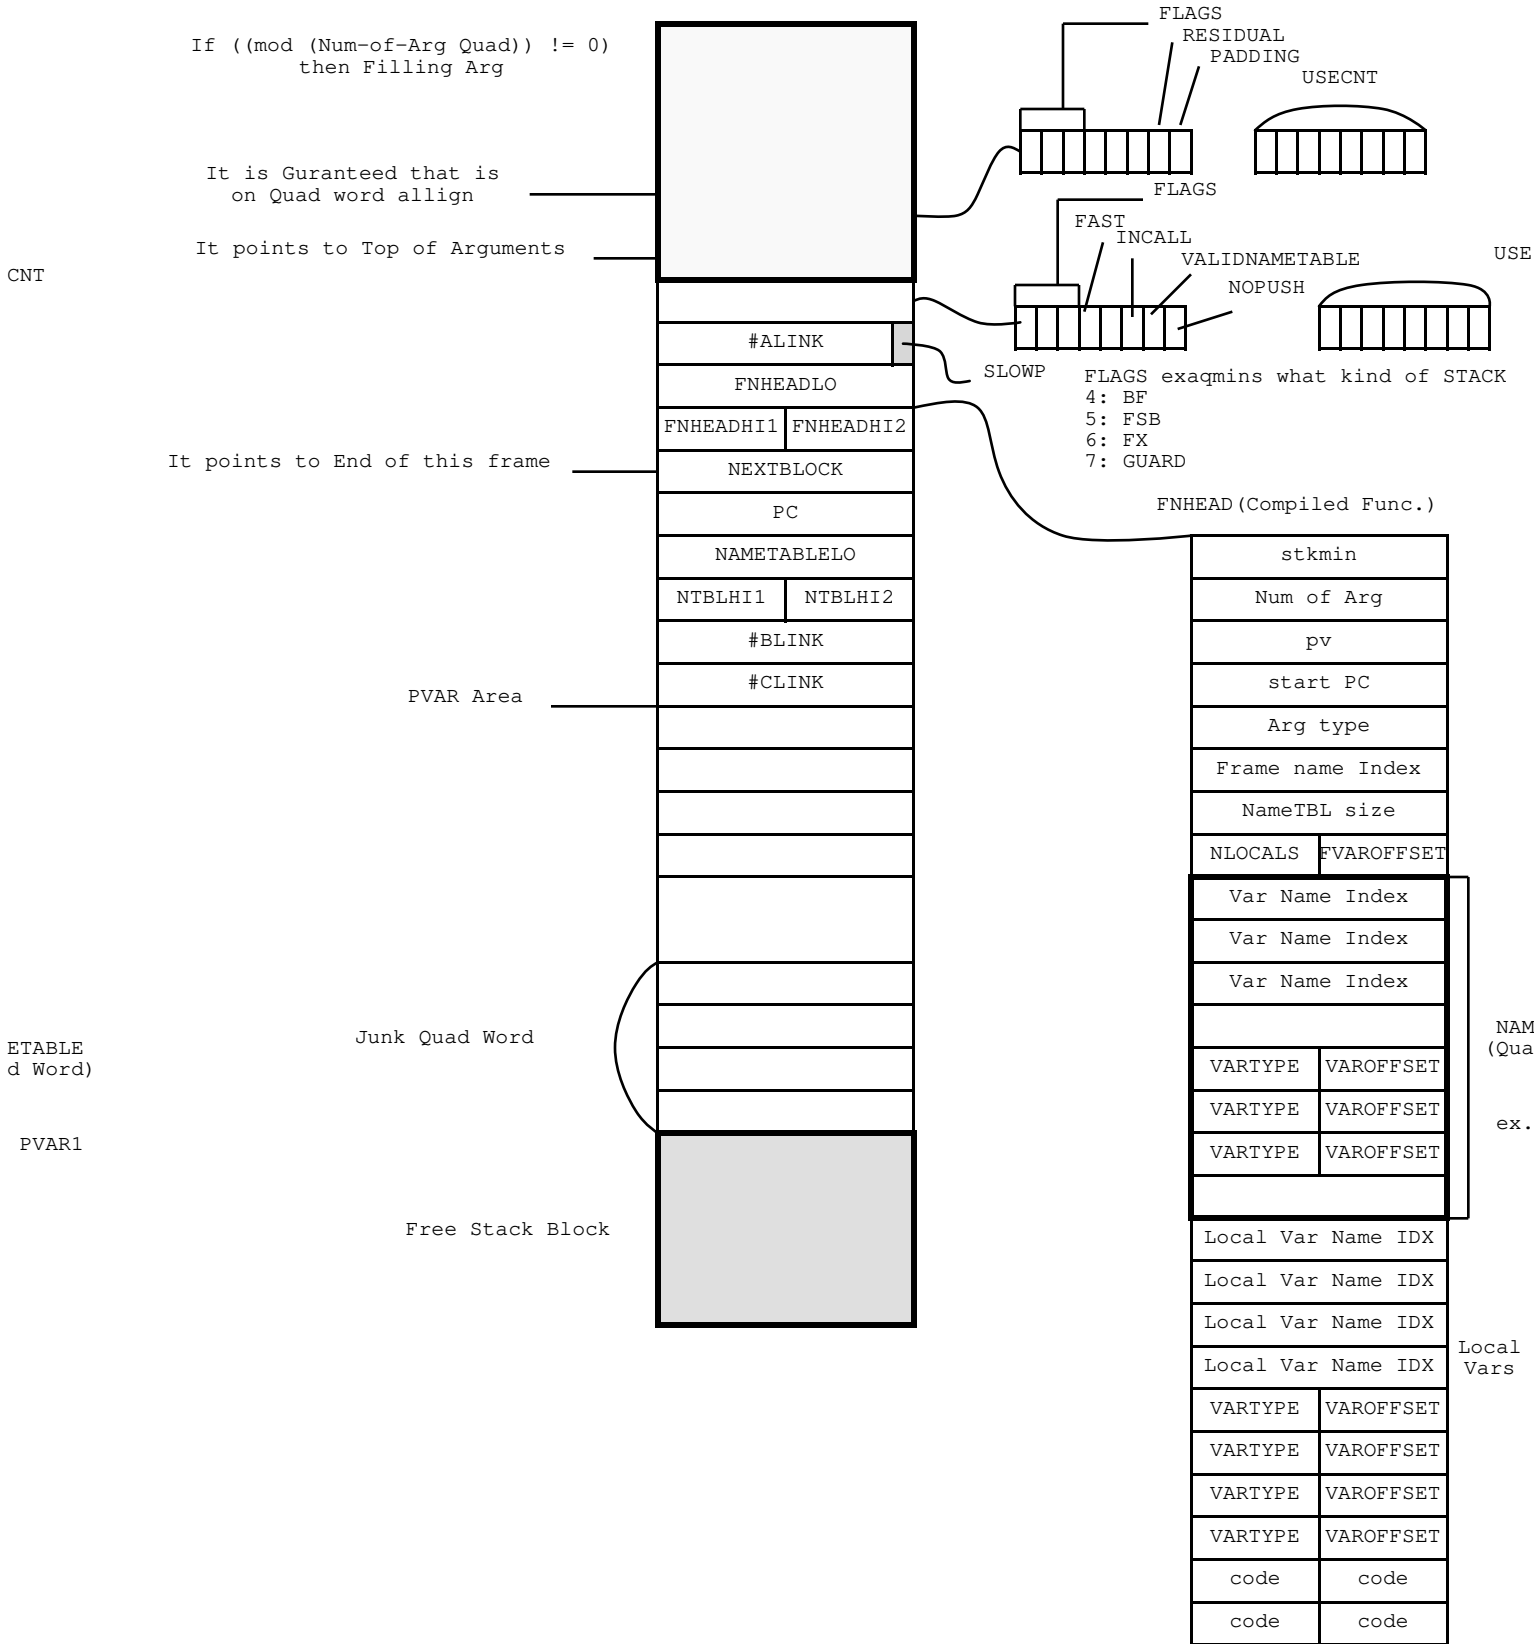 FLAGS
RESIDUAL
PADDING
USECNT
If ((mod (Num-of-Arg Quad)) != 0)
then Filling Arg
It is Guranteed that is
on Quad word allign
It points to Top of Arguments
CNT
FLAGS
FAST
INCALL
VALIDNAMETABLE
NOPUSH
USE
#ALINK
SLOWP
FNHEADLO
FNHEADHI1 FNHEADHI2
FLAGS exaqmins what kind of STACK
4: BF
5: FSB
6: FX
7: GUARD
It points to End of this frame
NEXTBLOCK
PC
NAMETABLELO
NTBLHI1 NTBLHI2
#BLINK
#CLINK
PVAR Area
Junk Quad Word
ETABLE
d Word)
PVAR1
Free Stack Block
FNHEAD(Compiled Func.)
stkmin
Num of Arg
pv
start PC
Arg type
Frame name Index
NameTBL size
NLOCALS FVAROFFSET
Var Name Index
Var Name Index
Var Name Index
NAM
(Qua
VARTYPE VAROFFSET
VARTYPE VAROFFSET
ex.
VARTYPE VAROFFSET
Local Var Name IDX
Local Var Name IDX
Local Var Name IDX
Local Var Name IDX
Local
Vars
VARTYPE VAROFFSET
VARTYPE VAROFFSET
VARTYPE VAROFFSET
VARTYPE VAROFFSET
code code
code code